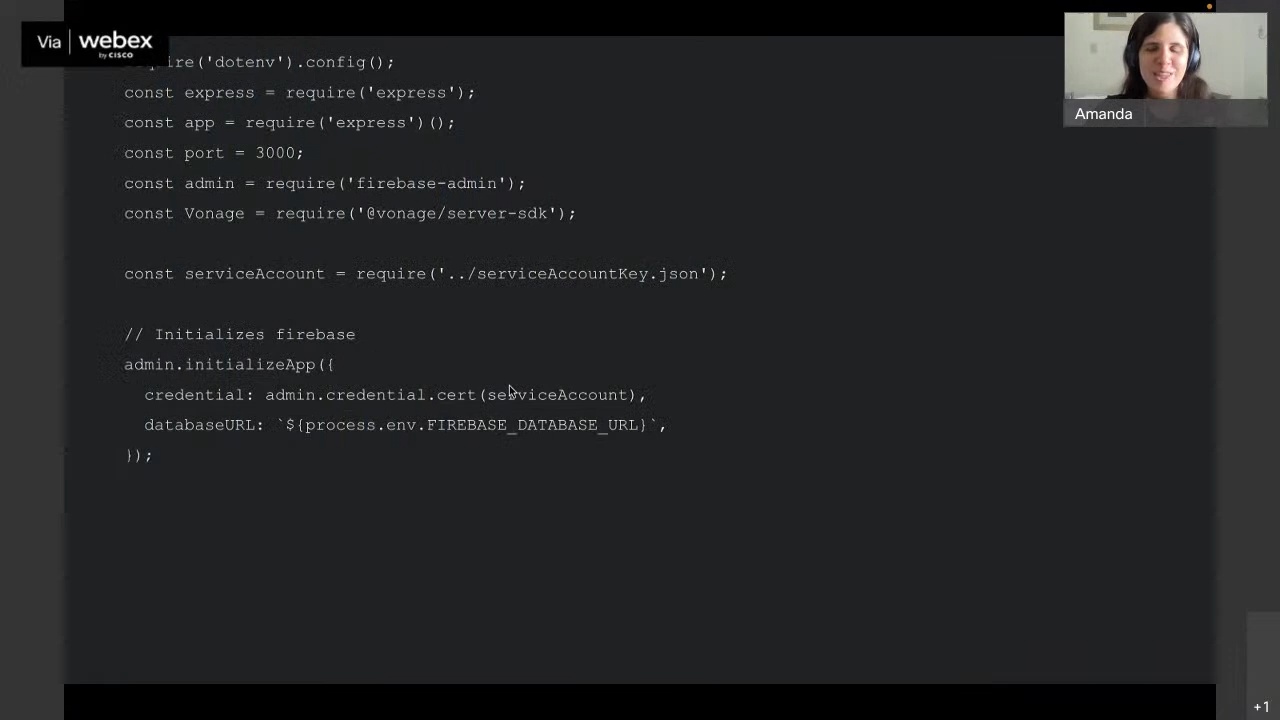 Via webex
by CISCO
Amanda
require('dotenv').config();
const express = require('express');
const app = require('express')();
const port = 3000;
const admin = require('firebase-admin');
const Vonage = require('@vonage/server-sdk');
const serviceAccount = require('../serviceAccountKey.json');
// Initializes firebase
admin.initializeApp({
credential: admin.credential.cert(serviceAccount),
databaseURL: `${process.env.FIREBASE_DATABASE_URL}`,
});
+1